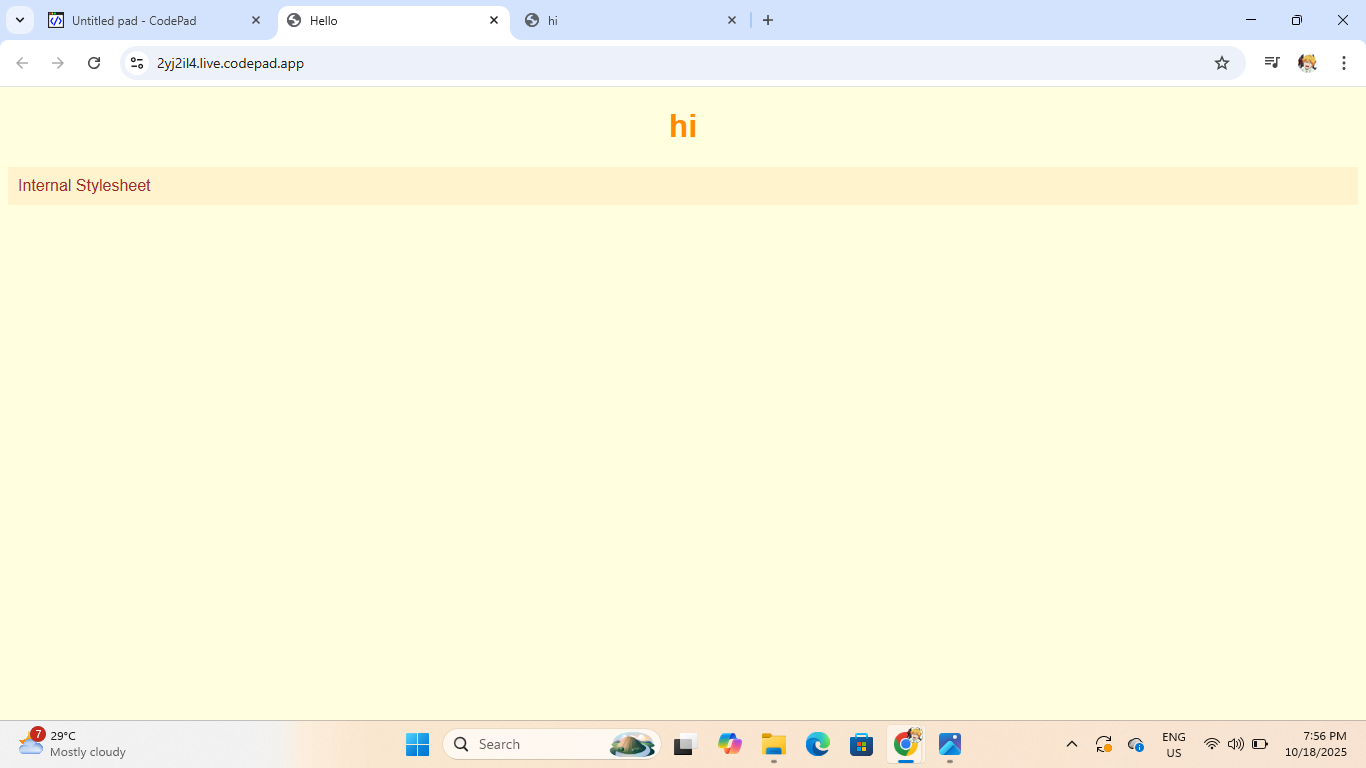 Untitled pad - CodePad
Hello
hi
2yj2il4.live.codepad.app
hi
Internal Stylesheet
7
29°C
Mostly cloudy
Search
ENG
US
7:56 PM
10/18/2025